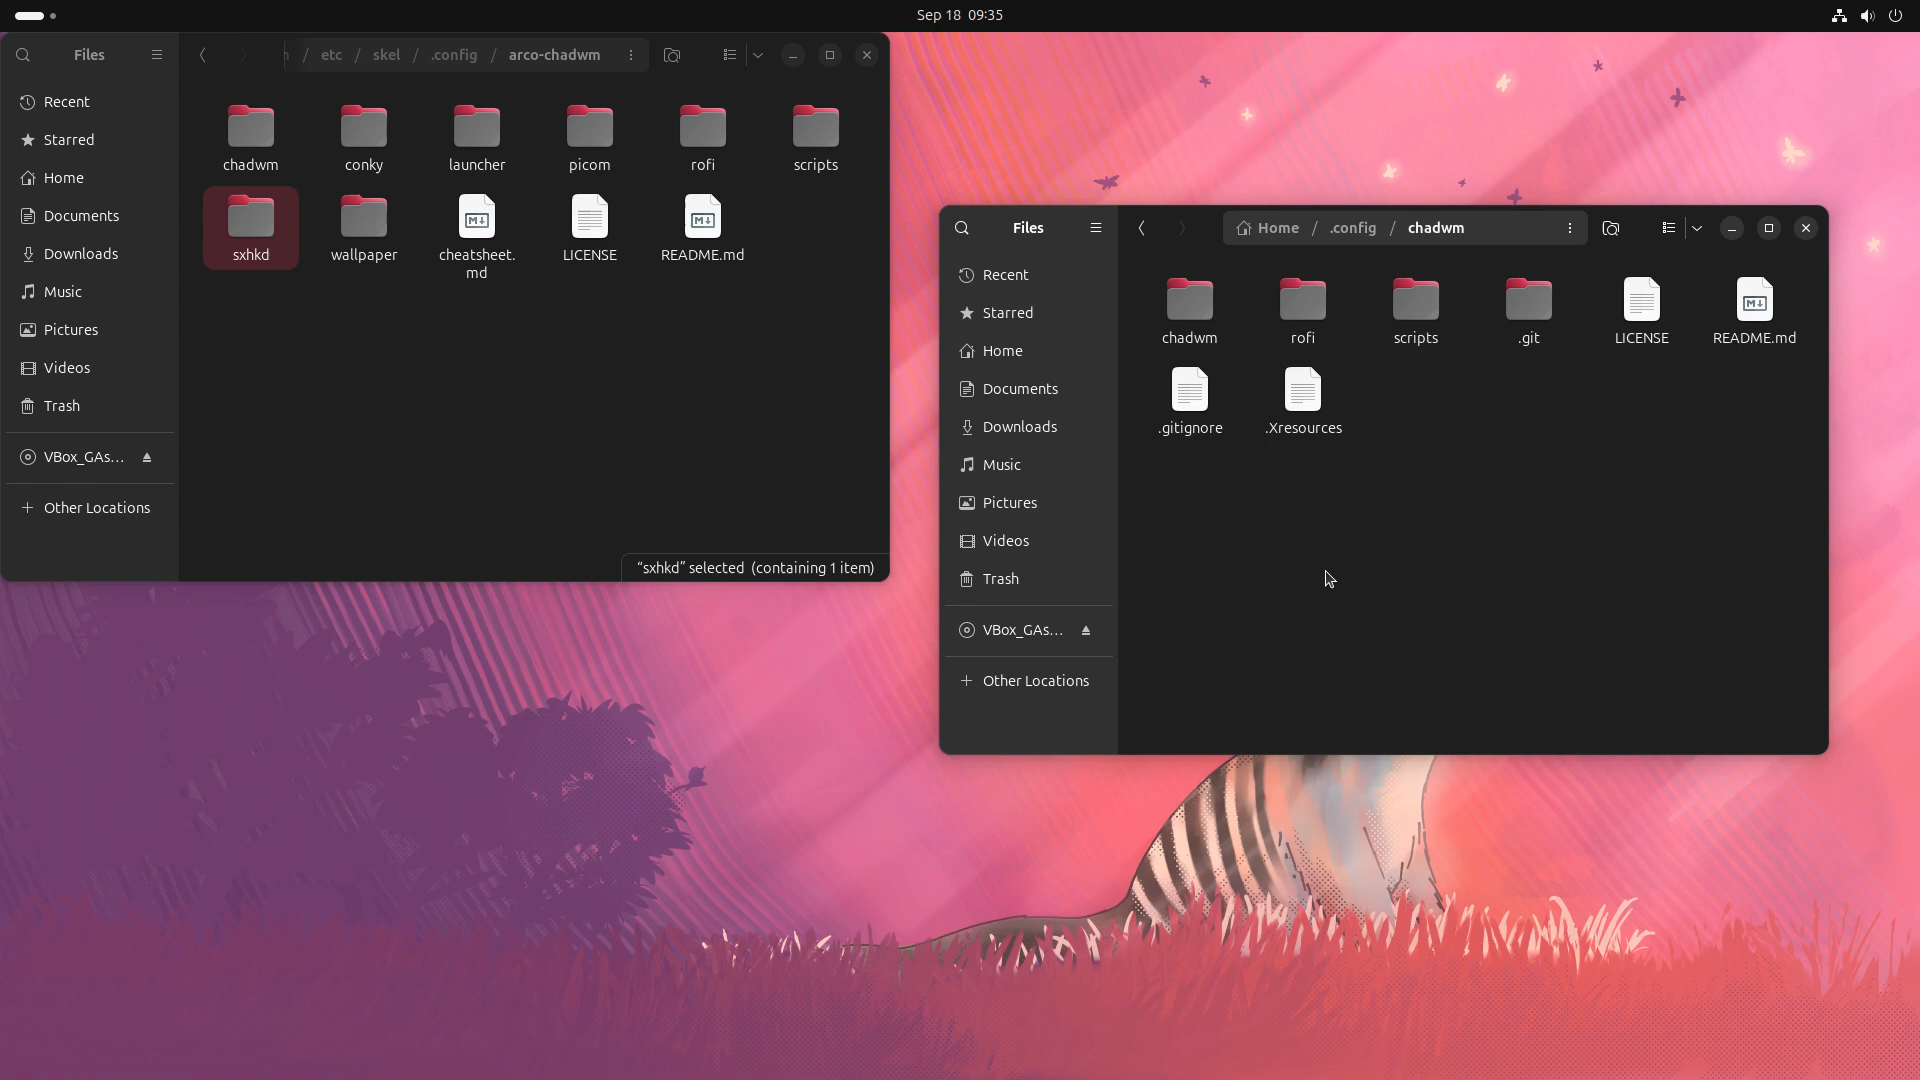 Sep 18 09:35
Files
/ etc / skel / .config / arco-chadwm
Recent
Starred
Home
Documents
Downloads
Music
Pictures
Videos
Trash
VBox_GAs…
Other Locations
chadwm
conky
launcher
picom
rofi
scripts
sxhkd
wallpaper
cheatsheet.
md
LICENSE
README.md
“sxhkd” selected (containing 1 item)
Files
Home / .config / chadwm
Recent
Starred
Home
Documents
Downloads
Music
Pictures
Videos
Trash
VBox_GAs…
Other Locations
chadwm
rofi
scripts
.git
LICENSE
README.md
.gitignore
.Xresources